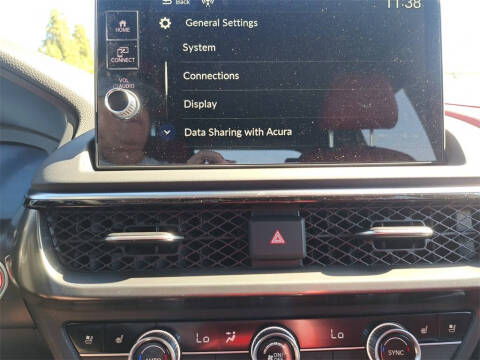 Back
11:38
HOME
General Settings
System
CONNECT
Connections
VOL
AUDIO
Display
Data Sharing with Acura
Lo
Lo
AUTO
SYNC